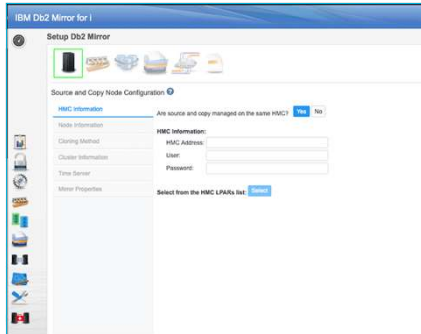 IBM Db2 Mirror for i
Setup Db2 Mirror
Source and Copy Node Configuration
HMC Information
Are source and copy managed on the same HMC? Yes No
Node Information
HMC Information:
Cloning Method
HMC Address:
Cluster Information
User:
Time Server
Password:
Mirror Properties
Select from the HMC LPARs list: Select